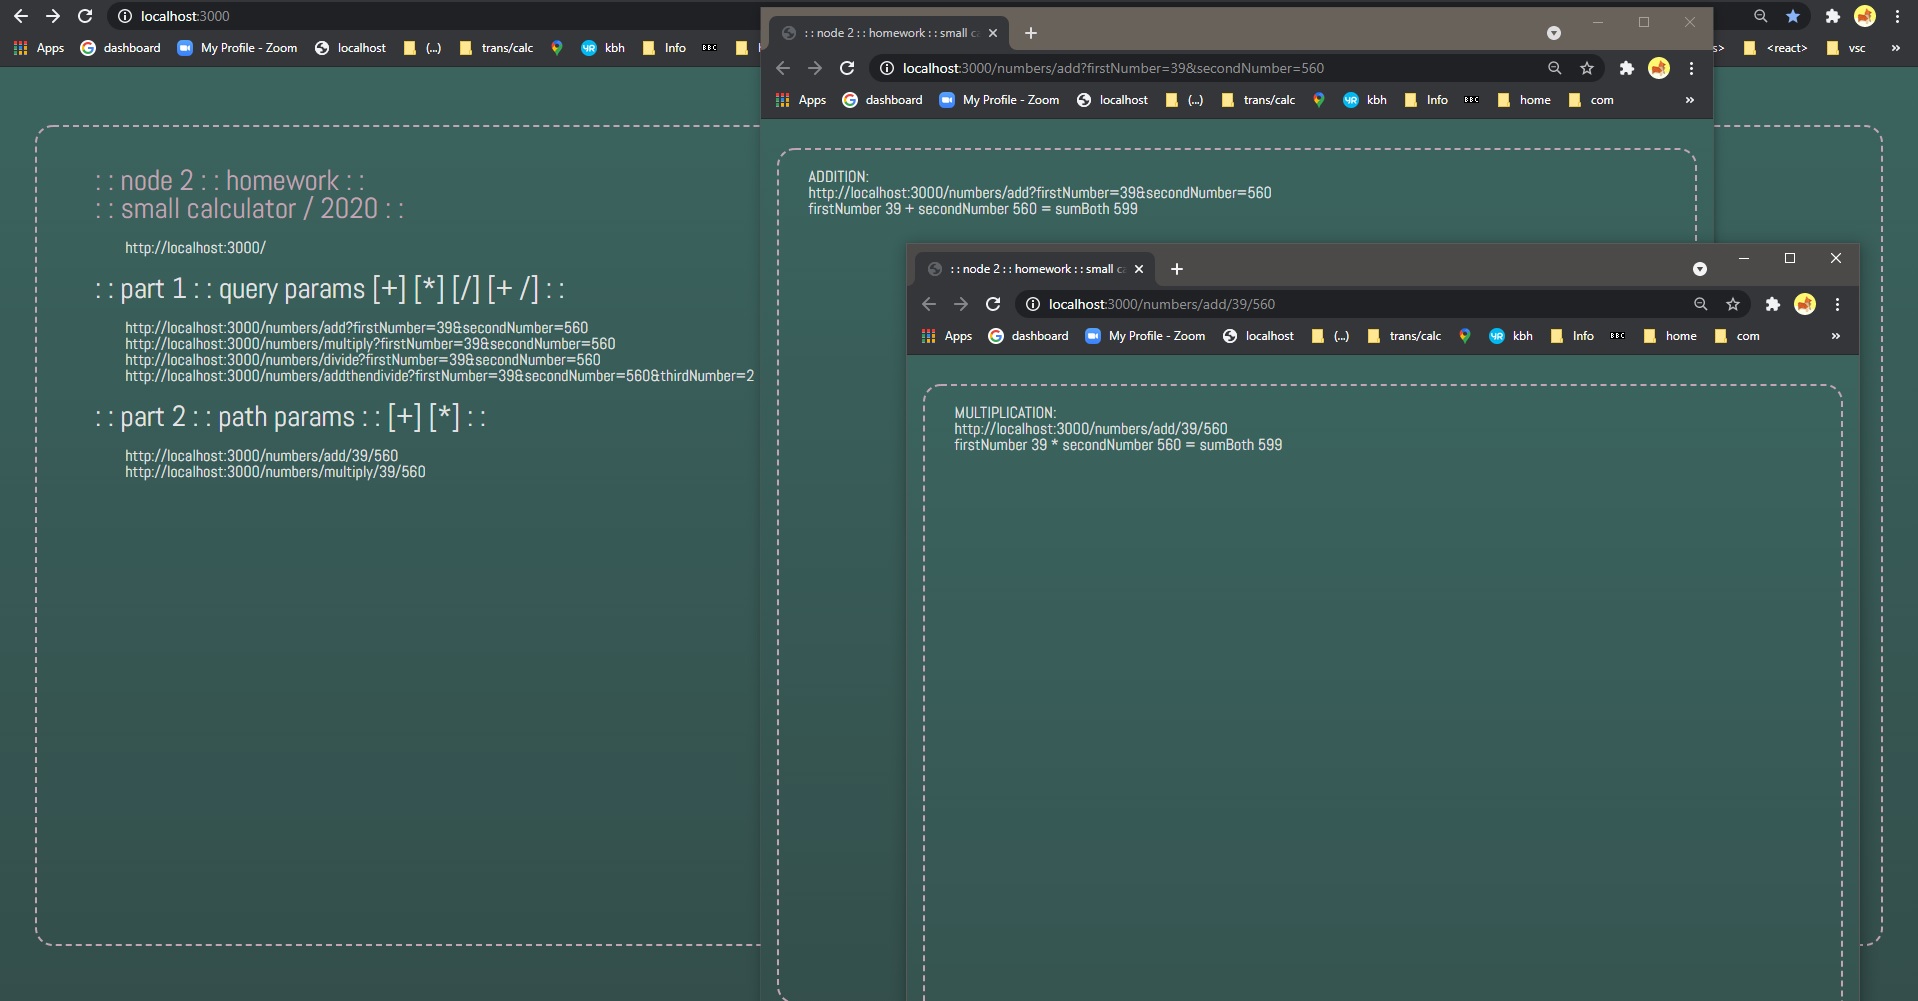 localhost:3000
Apps dashboard My Profile - Zoom localhost (...) trans/calc kbh Info BBC
s> <react> vsc »
: : node 2 : : homework : :
: : small calculator / 2020 : :
http://localhost:3000/
: : part 1 : : query params [+] [*] [/] [+ /] : :
http://localhost:3000/numbers/add?firstNumber=39&secondNumber=560
http://localhost:3000/numbers/multiply?firstNumber=39&secondNumber=560
http://localhost:3000/numbers/divide?firstNumber=39&secondNumber=560
http://localhost:3000/numbers/addthendivide?firstNumber=39&secondNumber=560&thirdNumber=2
: : part 2 : : path params : : [+] [*] : :
http://localhost:3000/numbers/add/39/560
http://localhost:3000/numbers/multiply/39/560
: : node 2 : : homework : : small c
localhost:3000/numbers/add?firstNumber=39&secondNumber=560
Apps dashboard My Profile - Zoom localhost (...) trans/calc YR kbh Info BBC home com »
ADDITION:
http://localhost:3000/numbers/add?firstNumber=39&secondNumber=560
firstNumber 39 + secondNumber 560 = sumBoth 599
: : node 2 : : homework : : small c
localhost:3000/numbers/add/39/560
Apps dashboard My Profile - Zoom localhost (...) trans/calc YR kbh Info BBC home com »
MULTIPLICATION:
http://localhost:3000/numbers/add/39/560
firstNumber 39 * secondNumber 560 = sumBoth 599